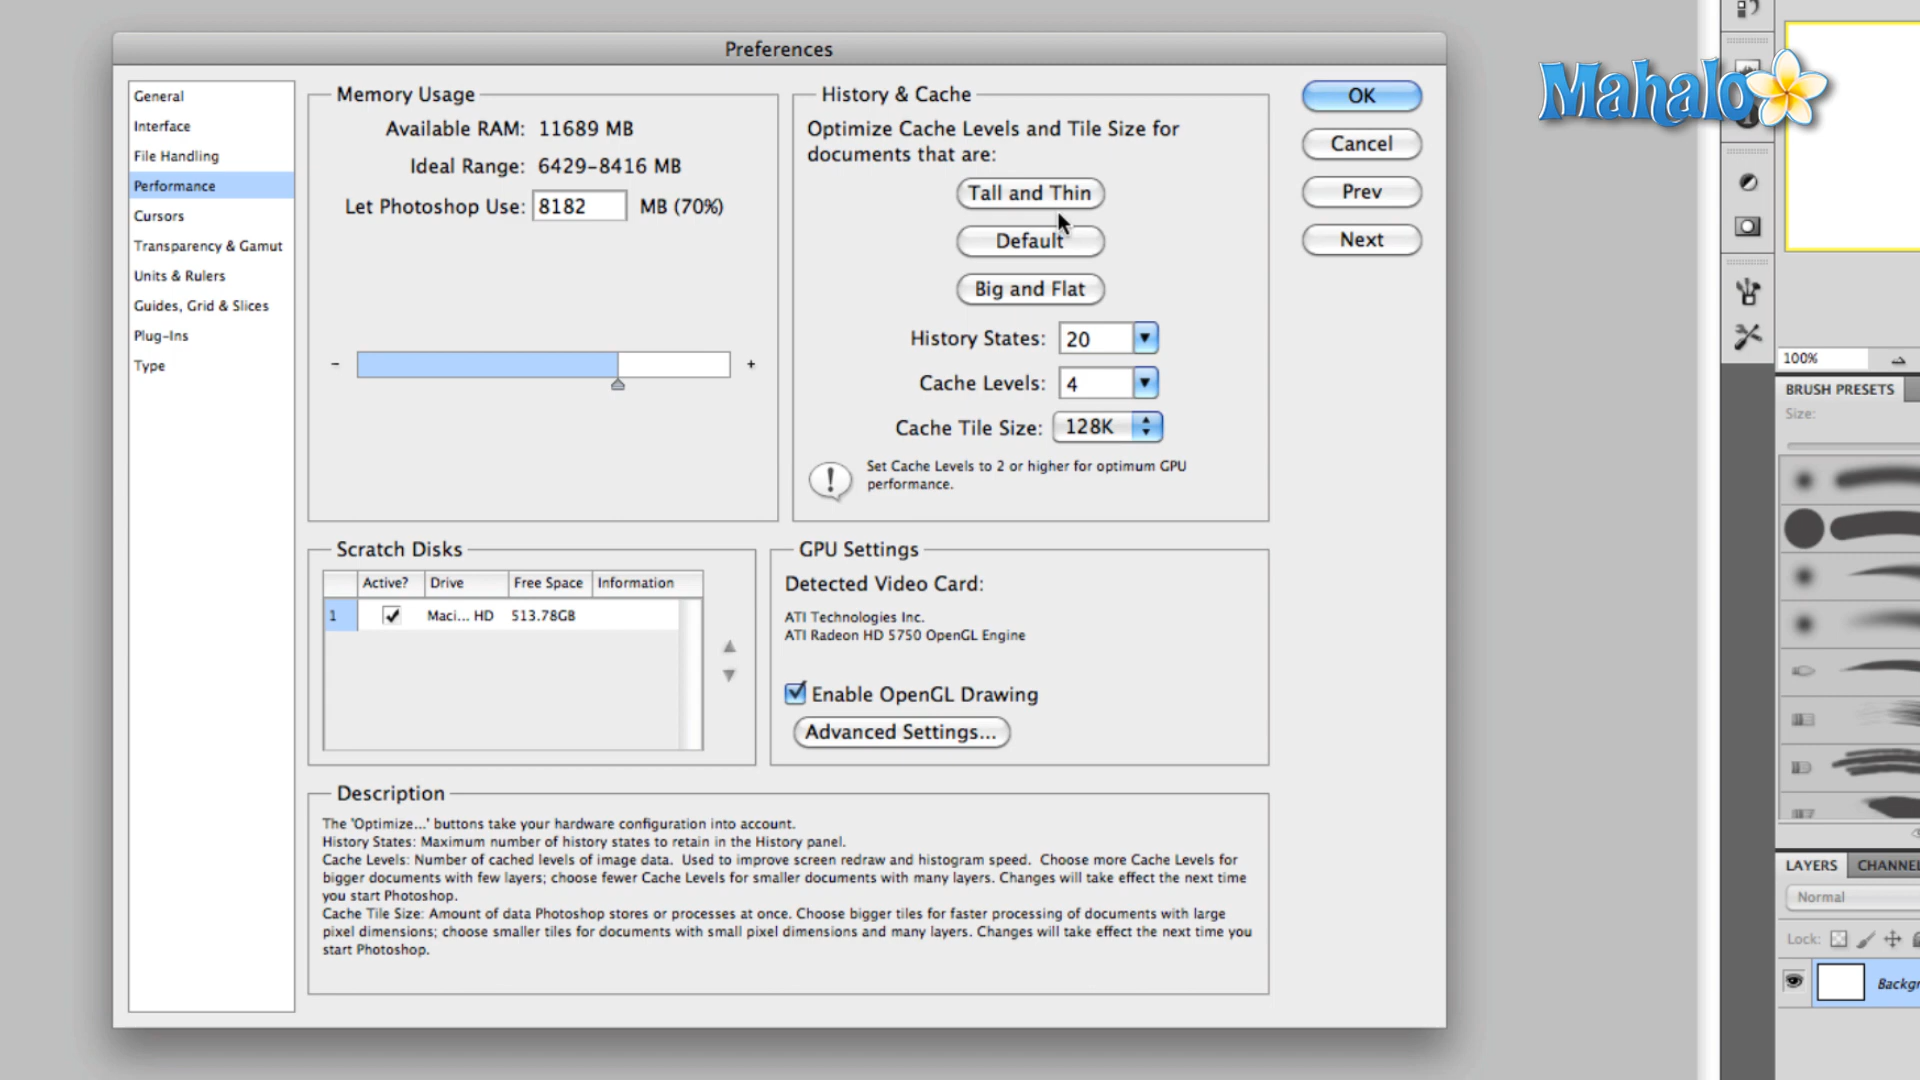 Preferences
Mahalo
General
Interface
File Handling
Performance
Cursors
Transparency & Gamut
Units & Rulers
Guides, Grid & Slices
Plug-Ins
Type
Memory Usage
Available RAM: 11689 MB
Ideal Range: 6429-8416 MB
Let Photoshop Use: 8182 MB (70%)
- +
History & Cache
Optimize Cache Levels and Tile Size for
documents that are:
Tall and Thin
Default
Big and Flat
History States: 20
Cache Levels: 4
Cache Tile Size: 128K
! Set Cache Levels to 2 or higher for optimum GPU
performance.
OK
Cancel
Prev
Next
Scratch Disks
Active? Drive Free Space Information
1 Maci... HD 513.78GB
GPU Settings
Detected Video Card:
ATI Technologies Inc.
ATI Radeon HD 5750 OpenGL Engine
Enable OpenGL Drawing
Advanced Settings...
Description
The 'Optimize...' buttons take your hardware configuration into account.
History States: Maximum number of history states to retain in the History panel.
Cache Levels: Number of cached levels of image data.  Used to improve screen redraw and histogram speed.  Choose more Cache Levels for
bigger documents with few layers; choose fewer Cache Levels for smaller documents with many layers. Changes will take effect the next time
you start Photoshop.
Cache Tile Size: Amount of data Photoshop stores or processes at once. Choose bigger tiles for faster processing of documents with large
pixel dimensions; choose smaller tiles for documents with small pixel dimensions and many layers. Changes will take effect the next time you
start Photoshop.
100%
BRUSH PRESETS
Size:
LAYERS CHANNEL
Normal
Lock:
Backgr